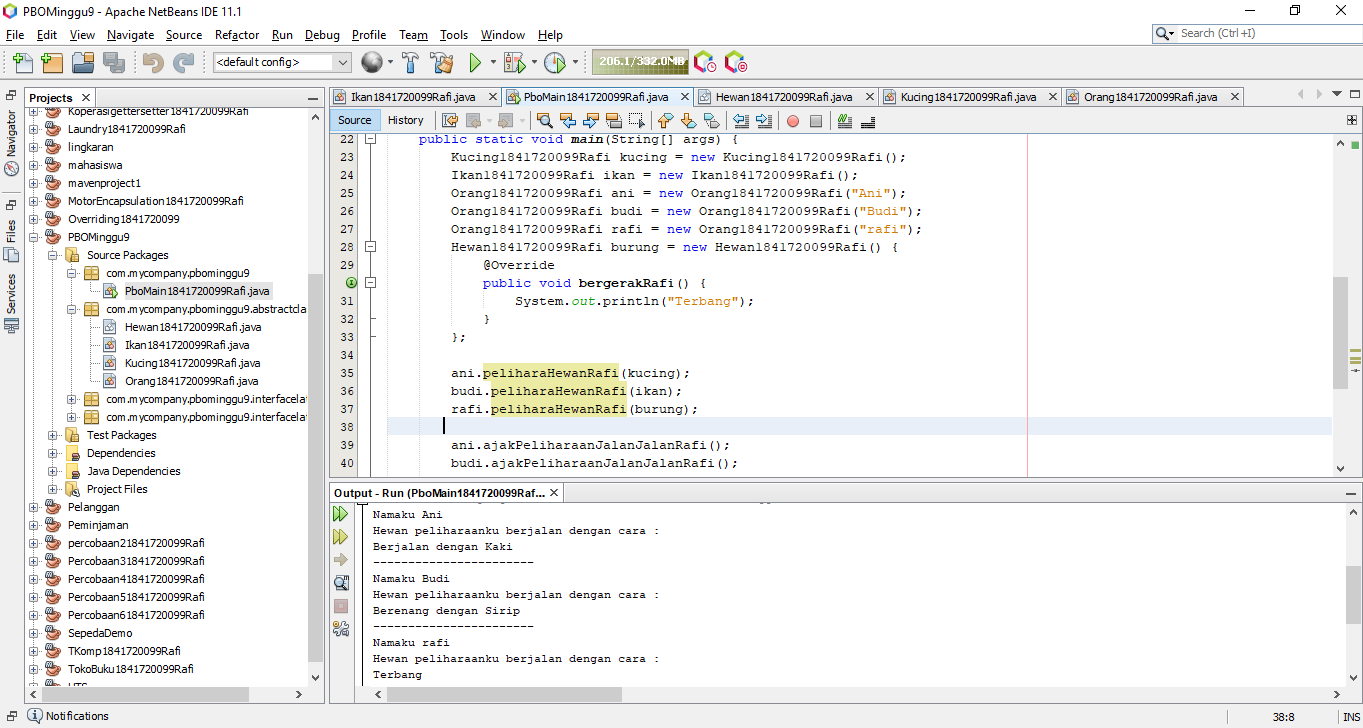 PBOMinggu9 - Apache NetBeans IDE 11.1
File Edit View Navigate Source Refactor Run Debug Profile Team Tools Window Help
Search (Ctrl+I)
<default config>
206.1/332.0MB
Projects
Navigator
Files
Services
Koperasigettersetter1841720099Rafi
Laundry1841720099Rafi
lingkaran
mahasiswa
mavenproject1
MotorEncapsulation1841720099Rafi
Overriding1841720099
PBOMinggu9
Source Packages
com.mycompany.pbominggu9
PboMain1841720099Rafi.java
com.mycompany.pbominggu9.abstractcla
Hewan1841720099Rafi.java
Ikan1841720099Rafi.java
Kucing1841720099Rafi.java
Orang1841720099Rafi.java
com.mycompany.pbominggu9.interfacelat
com.mycompany.pbominggu9.interfacelat
Test Packages
Dependencies
Java Dependencies
Project Files
Pelanggan
Peminjaman
percobaan21841720099Rafi
Percobaan31841720099Rafi
Percobaan41841720099Rafi
Percobaan51841720099Rafi
Percobaan61841720099Rafi
SepedaDemo
TKomp1841720099Rafi
TokoBuku1841720099Rafi
Ikan1841720099Rafi.java PboMain1841720099Rafi.java Hewan1841720099Rafi.java Kucing1841720099Rafi.java Orang1841720099Rafi.java
Source History
22 public static void main(String[] args) {
23 Kucing1841720099Rafi kucing = new Kucing1841720099Rafi();
24 Ikan1841720099Rafi ikan = new Ikan1841720099Rafi();
25 Orang1841720099Rafi ani = new Orang1841720099Rafi("Ani");
26 Orang1841720099Rafi budi = new Orang1841720099Rafi("Budi");
27 Orang1841720099Rafi rafi = new Orang1841720099Rafi("rafi");
28 Hewan1841720099Rafi burung = new Hewan1841720099Rafi() {
29 @Override
public void bergerakRafi() {
31 System.out.println("Terbang");
32 }
33 };
34
35 ani.peliharaHewanRafi(kucing);
36 budi.peliharaHewanRafi(ikan);
37 rafi.peliharaHewanRafi(burung);
38
39 ani.ajakPeliharaanJalanJalanRafi();
40 budi.ajakPeliharaanJalanJalanRafi();
Output - Run (PboMain1841720099Raf...
Namaku Ani
Hewan peliharaanku berjalan dengan cara :
Berjalan dengan Kaki
-----------------------
Namaku Budi
Hewan peliharaanku berjalan dengan cara :
Berenang dengan Sirip
-----------------------
Namaku rafi
Hewan peliharaanku berjalan dengan cara :
Terbang
Notifications
38:8
INS